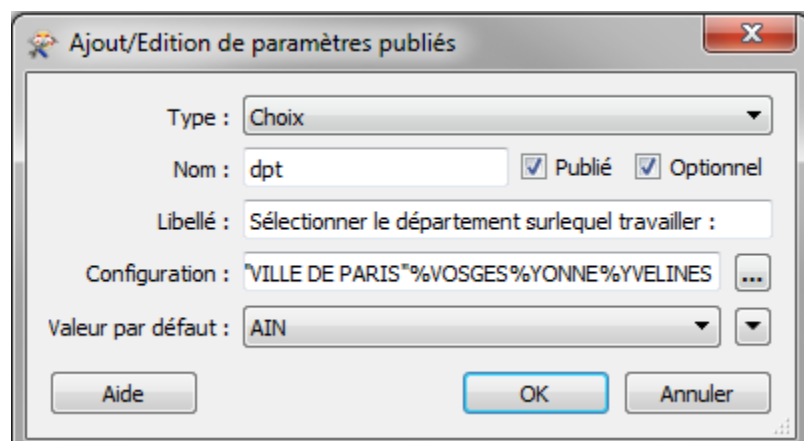 Ajout/Edition de paramètres publiés
Type : Choix
Nom : dpt Publié Optionnel
Libellé : Sélectionner le département surlequel travailler :
Configuration : "VILLE DE PARIS"%VOSGES%YONNE%YVELINES ...
Valeur par défaut : AIN
Aide OK Annuler